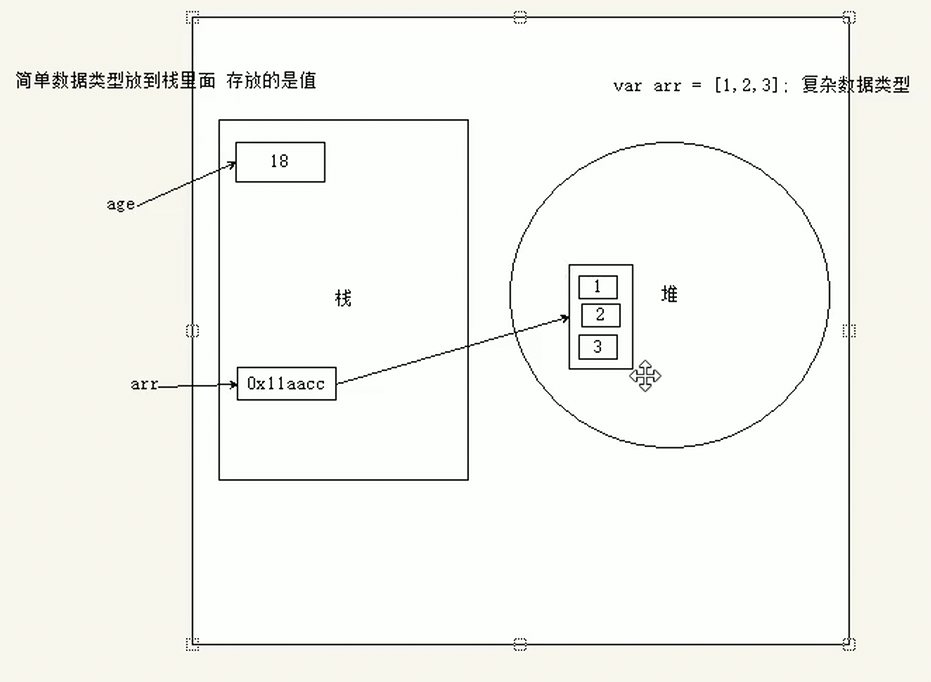 简单数据类型放到栈里面 存放的是值
var arr = [1,2,3]; 复杂数据类型
18
age
栈
堆
1
2
3
arr
0x11aacc